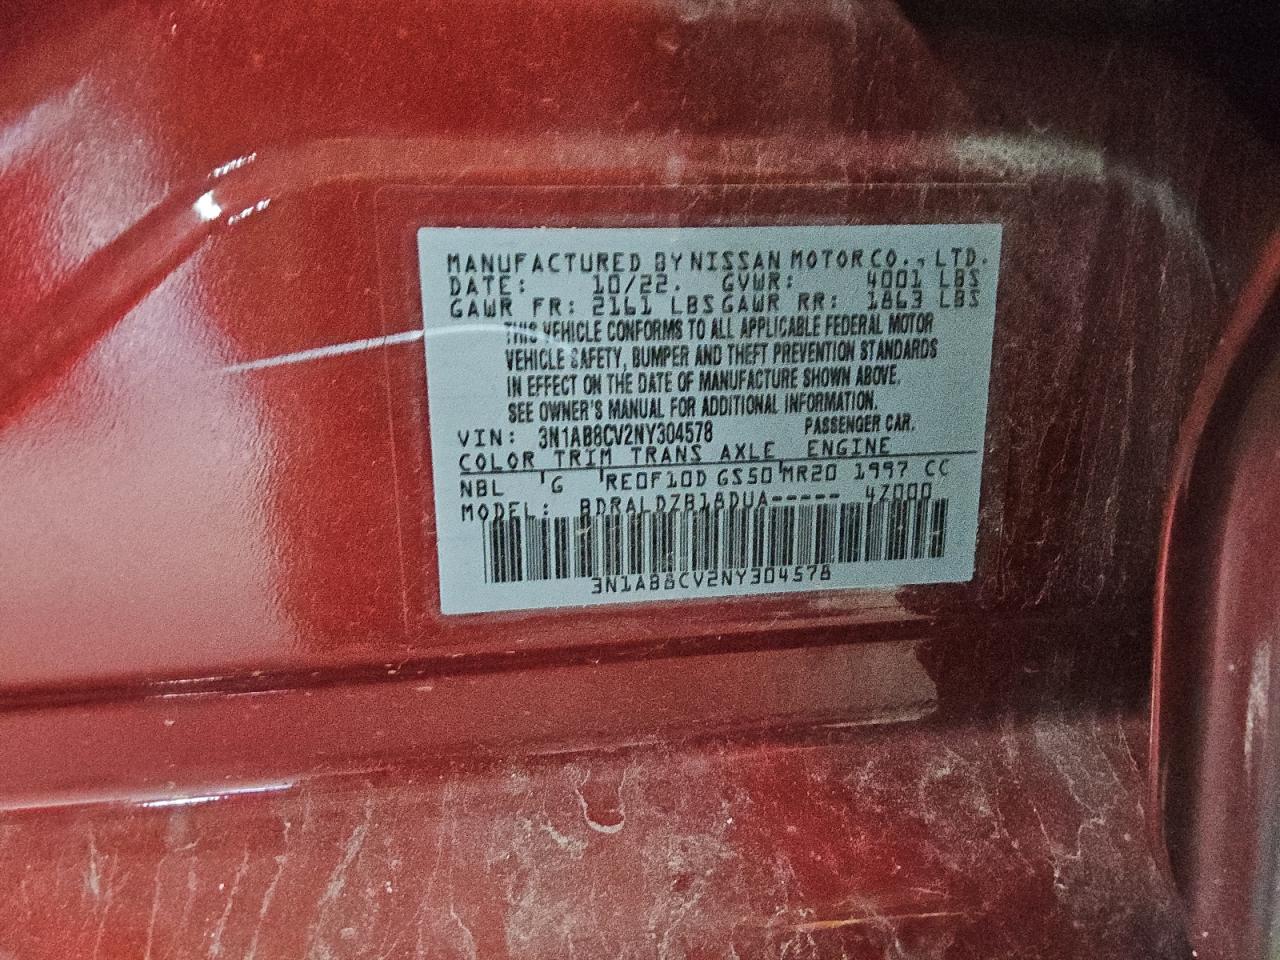 MANUFACTURED BY NISSAN MOTOR CO., LTD.
DATE: 10/22. GVWR: 4001 LBS
GAWR FR: 2161 LBS GAWR RR: 1863 LBS
THIS VEHICLE CONFORMS TO ALL APPLICABLE FEDERAL MOTOR
VEHICLE SAFETY, BUMPER AND THEFT PREVENTION STANDARDS
IN EFFECT ON THE DATE OF MANUFACTURE SHOWN ABOVE.
SEE OWNER'S MANUAL FOR ADDITIONAL INFORMATION.
VIN: 3N1AB8CV2NY304578 PASSENGER CAR.
COLOR TRIM TRANS AXLE ENGINE
NBL G RE0F10D GS50 MR20 1997 CC
MODEL: BDRALDZB18DUA----- 4Z000
3N1AB8CV2NY304578